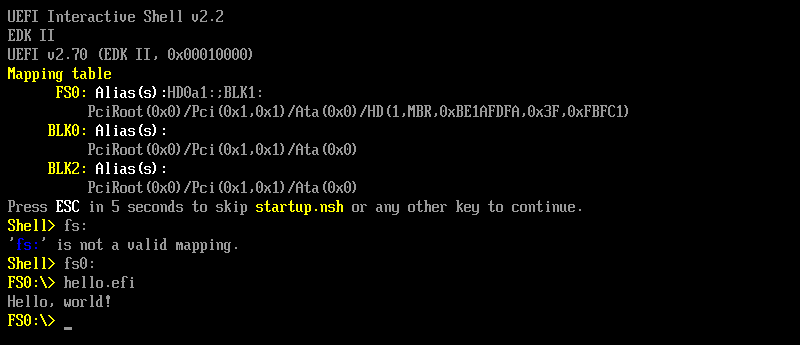 UEFI Interactive Shell v2.2
EDK II
UEFI v2.70 (EDK II, 0x00010000)
Mapping table
FS0: Alias(s):HD0a1:;BLK1:
PciRoot(0x0)/Pci(0x1,0x1)/Ata(0x0)/HD(1,MBR,0xBE1AFDFA,0x3F,0xFBFC1)
BLK0: Alias(s):
PciRoot(0x0)/Pci(0x1,0x1)/Ata(0x0)
BLK2: Alias(s):
PciRoot(0x0)/Pci(0x1,0x1)/Ata(0x0)
Press ESC in 5 seconds to skip startup.nsh or any other key to continue.
Shell> fs:
'fs:' is not a valid mapping.
Shell> fs0:
FS0:\> hello.efi
Hello, world!
FS0:\> _